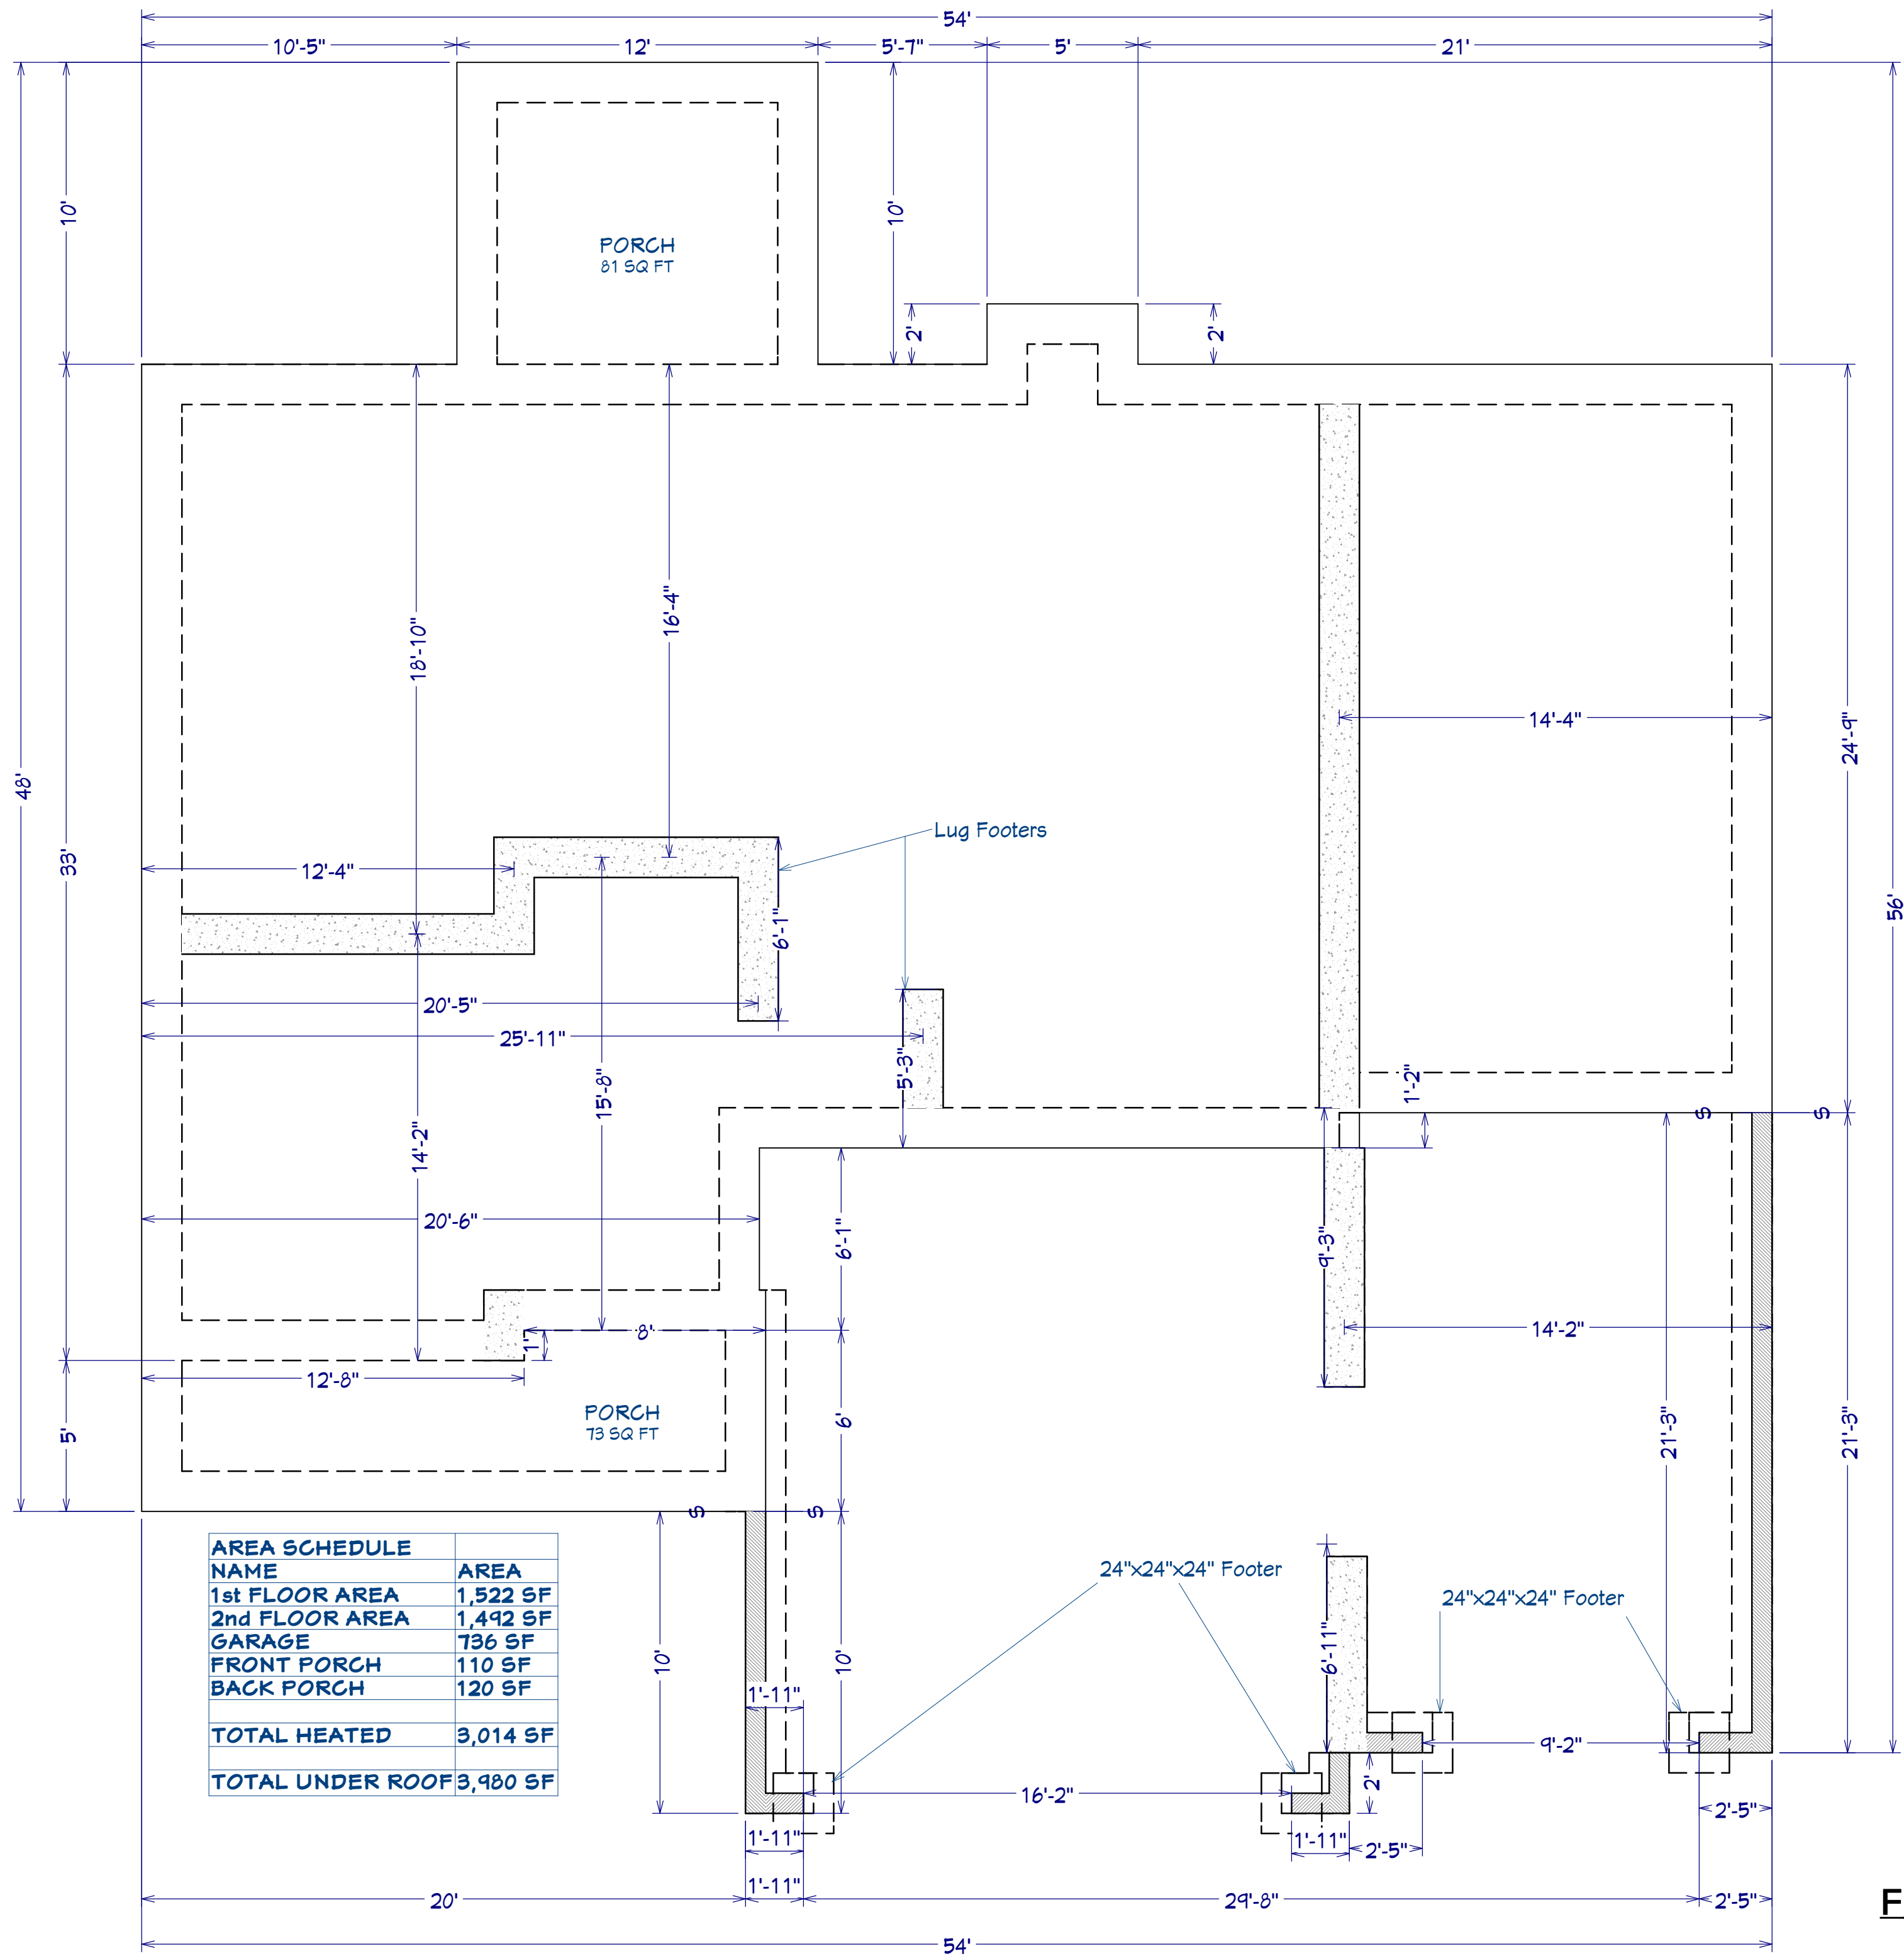 54'
10'-5" 12' 5'-7" 5' 21'
10'
10'
PORCH
81 SQ FT
2' 2'
16'-4"
18'-10"
14'-4"
24'-9"
48'
33'
Lug Footers
12'-4"
56'
6'-1"
20'-5"
25'-11"
5'-3"
15'-8"
1'-2"
S S
14'-2"
20'-6"
6'-1"
9'-3"
8'
14'-2"
1'
12'-8"
PORCH
73 SQ FT
6'
5'
21'-3"
21'-3"
S S
AREA SCHEDULE
NAME AREA
1st FLOOR AREA 1,522 SF
2nd FLOOR AREA 1,492 SF
GARAGE 736 SF
FRONT PORCH 110 SF
BACK PORCH 120 SF
TOTAL HEATED 3,014 SF
TOTAL UNDER ROOF 3,980 SF
24"x24"x24" Footer
24"x24"x24" Footer
10'
10'
6'-11"
1'-11"
9'-2"
16'-2"
2'
2'-5"
1'-11"
1'-11"
2'-5"
1'-11"
20'
29'-8"
2'-5"
F
54'